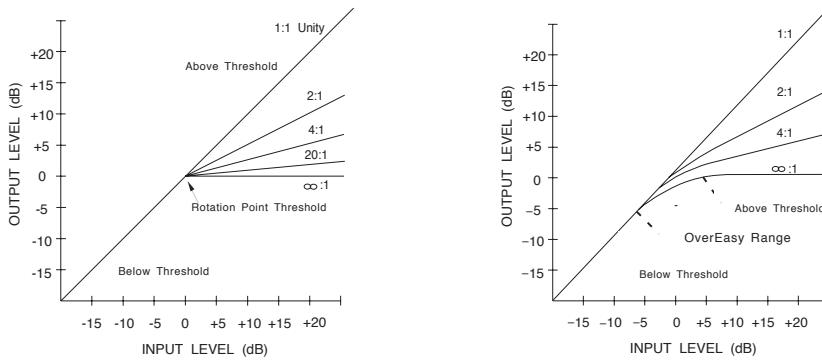 1:1 Unity
+20
Above Threshold
+15
2:1
+10
4:1
+5
20:1
0
∞:1
Rotation Point Threshold
-5
-10
Below Threshold
-15
OUTPUT LEVEL (dB)
-15 -10 -5 0 +5 +10 +15 +20
INPUT LEVEL (dB)
1:1
+20
+15
2:1
+10
4:1
+5
∞:1
0
Above Threshold
−5
OverEasy Range
−10
Below Threshold
−15
OUTPUT LEVEL (dB)
−15 −10 −5 0 +5 +10 +15 +20
INPUT LEVEL (dB)